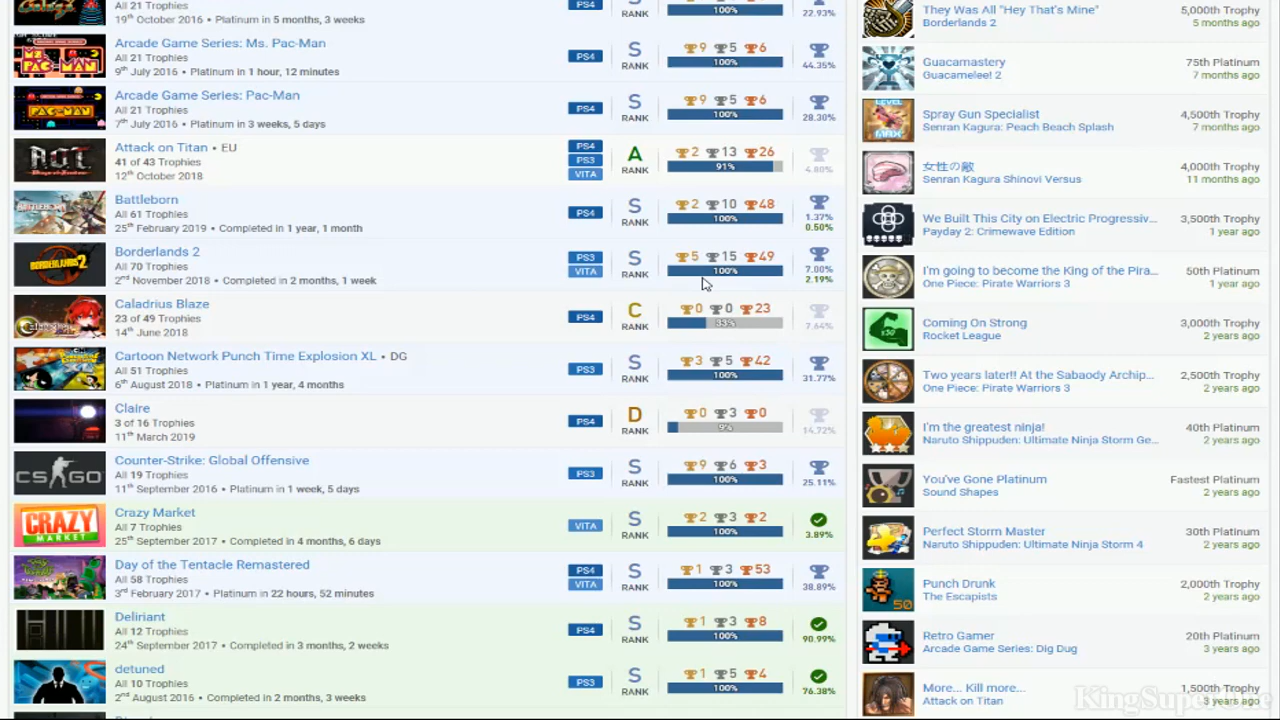 All 21 Trophies
19th October 2016 • Platinum in 5 months, 3 weeks
PS4
RANK
100%
22.93%
Arcade Game Series: Ms. Pac-Man
All 21 Trophies
9th July 2016 • Platinum in 1 hour, 12 minutes
PS4
S
RANK
9 5 6
100%
44.35%
Arcade Game Series: Pac-Man
All 21 Trophies
7th July 2016 • Platinum in 3 weeks, 5 days
PS4
S
RANK
9 5 6
100%
28.30%
Attack on Titan • EU
41 of 43 Trophies
October 2018
PS4
PS3
VITA
A
RANK
2 13 26
91%
4.80%
Battleborn
All 61 Trophies
February 2018 • Completed in 1 year, 1 month
PS4
S
RANK
2 10 48
100%
1.37%
0.50%
BORDERLANDS 2
Borderlands 2
All 70 Trophies
November 2018 • Completed in 2 months, 1 week
PS3
VITA
S
RANK
5 15 49
100%
7.00%
2.19%
Caladrius Blaze
23 of 49 Trophies
14th June 2018
PS4
C
RANK
0 0 23
33%
7.64%
Cartoon Network Punch Time Explosion XL • DG
All 51 Trophies
August 2018 • Platinum in 1 year, 4 months
PS3
S
RANK
3 5 42
100%
31.77%
Claire
3 of 16 Trophies
March 2019
PS4
D
RANK
0 3 0
9%
14.72%
CS GO
Counter-Strike: Global Offensive
All 19 Trophies
11th September 2016 • Platinum in 1 week, 5 days
PS3
S
RANK
9 6 3
100%
25.11%
CRAZY
MARKET
Crazy Market
All 7 Trophies
25th September 2017 • Completed in 4 months, 6 days
VITA
S
RANK
2 3 2
100%
3.89%
Day of the Tentacle Remastered
All 58 Trophies
February 2017 • Platinum in 22 hours, 52 minutes
PS4
VITA
S
RANK
1 3 53
100%
38.89%
Deliriant
All 12 Trophies
24th September 2017 • Completed in 3 months, 2 weeks
PS4
S
RANK
1 3 8
100%
90.99%
detuned
All 10 Trophies
2nd August 2016 • Completed in 2 months, 3 weeks
PS3
S
RANK
1 5 4
100%
76.38%
They Was All "Hey That's Mine"
Borderlands 2
5,000th Trophy
5 months ago
Guacamastery
Guacamelee! 2
75th Platinum
7 months ago
LEVEL
MAX
Spray Gun Specialist
Senran Kagura: Peach Beach Splash
4,500th Trophy
7 months ago
女性の敵
Senran Kagura Shinovi Versus
4,000th Trophy
11 months ago
We Built This City on Electric Progressiv...
Payday 2: Crimewave Edition
3,500th Trophy
1 year ago
I'm going to become the King of the Pira...
One Piece: Pirate Warriors 3
50th Platinum
1 year ago
x50
Coming On Strong
Rocket League
3,000th Trophy
2 years ago
Two years later!! At the Sabaody Archip...
One Piece: Pirate Warriors 3
2,500th Trophy
2 years ago
I'm the greatest ninja!
Naruto Shippuden: Ultimate Ninja Storm Ge...
40th Platinum
2 years ago
You've Gone Platinum
Sound Shapes
Fastest Platinum
2 years ago
Perfect Storm Master
Naruto Shippuden: Ultimate Ninja Storm 4
30th Platinum
2 years ago
50
Punch Drunk
The Escapists
2,000th Trophy
2 years ago
Retro Gamer
Arcade Game Series: Dig Dug
20th Platinum
3 years ago
More... Kill more...
Attack on Titan
1,500th Trophy
3 years ago